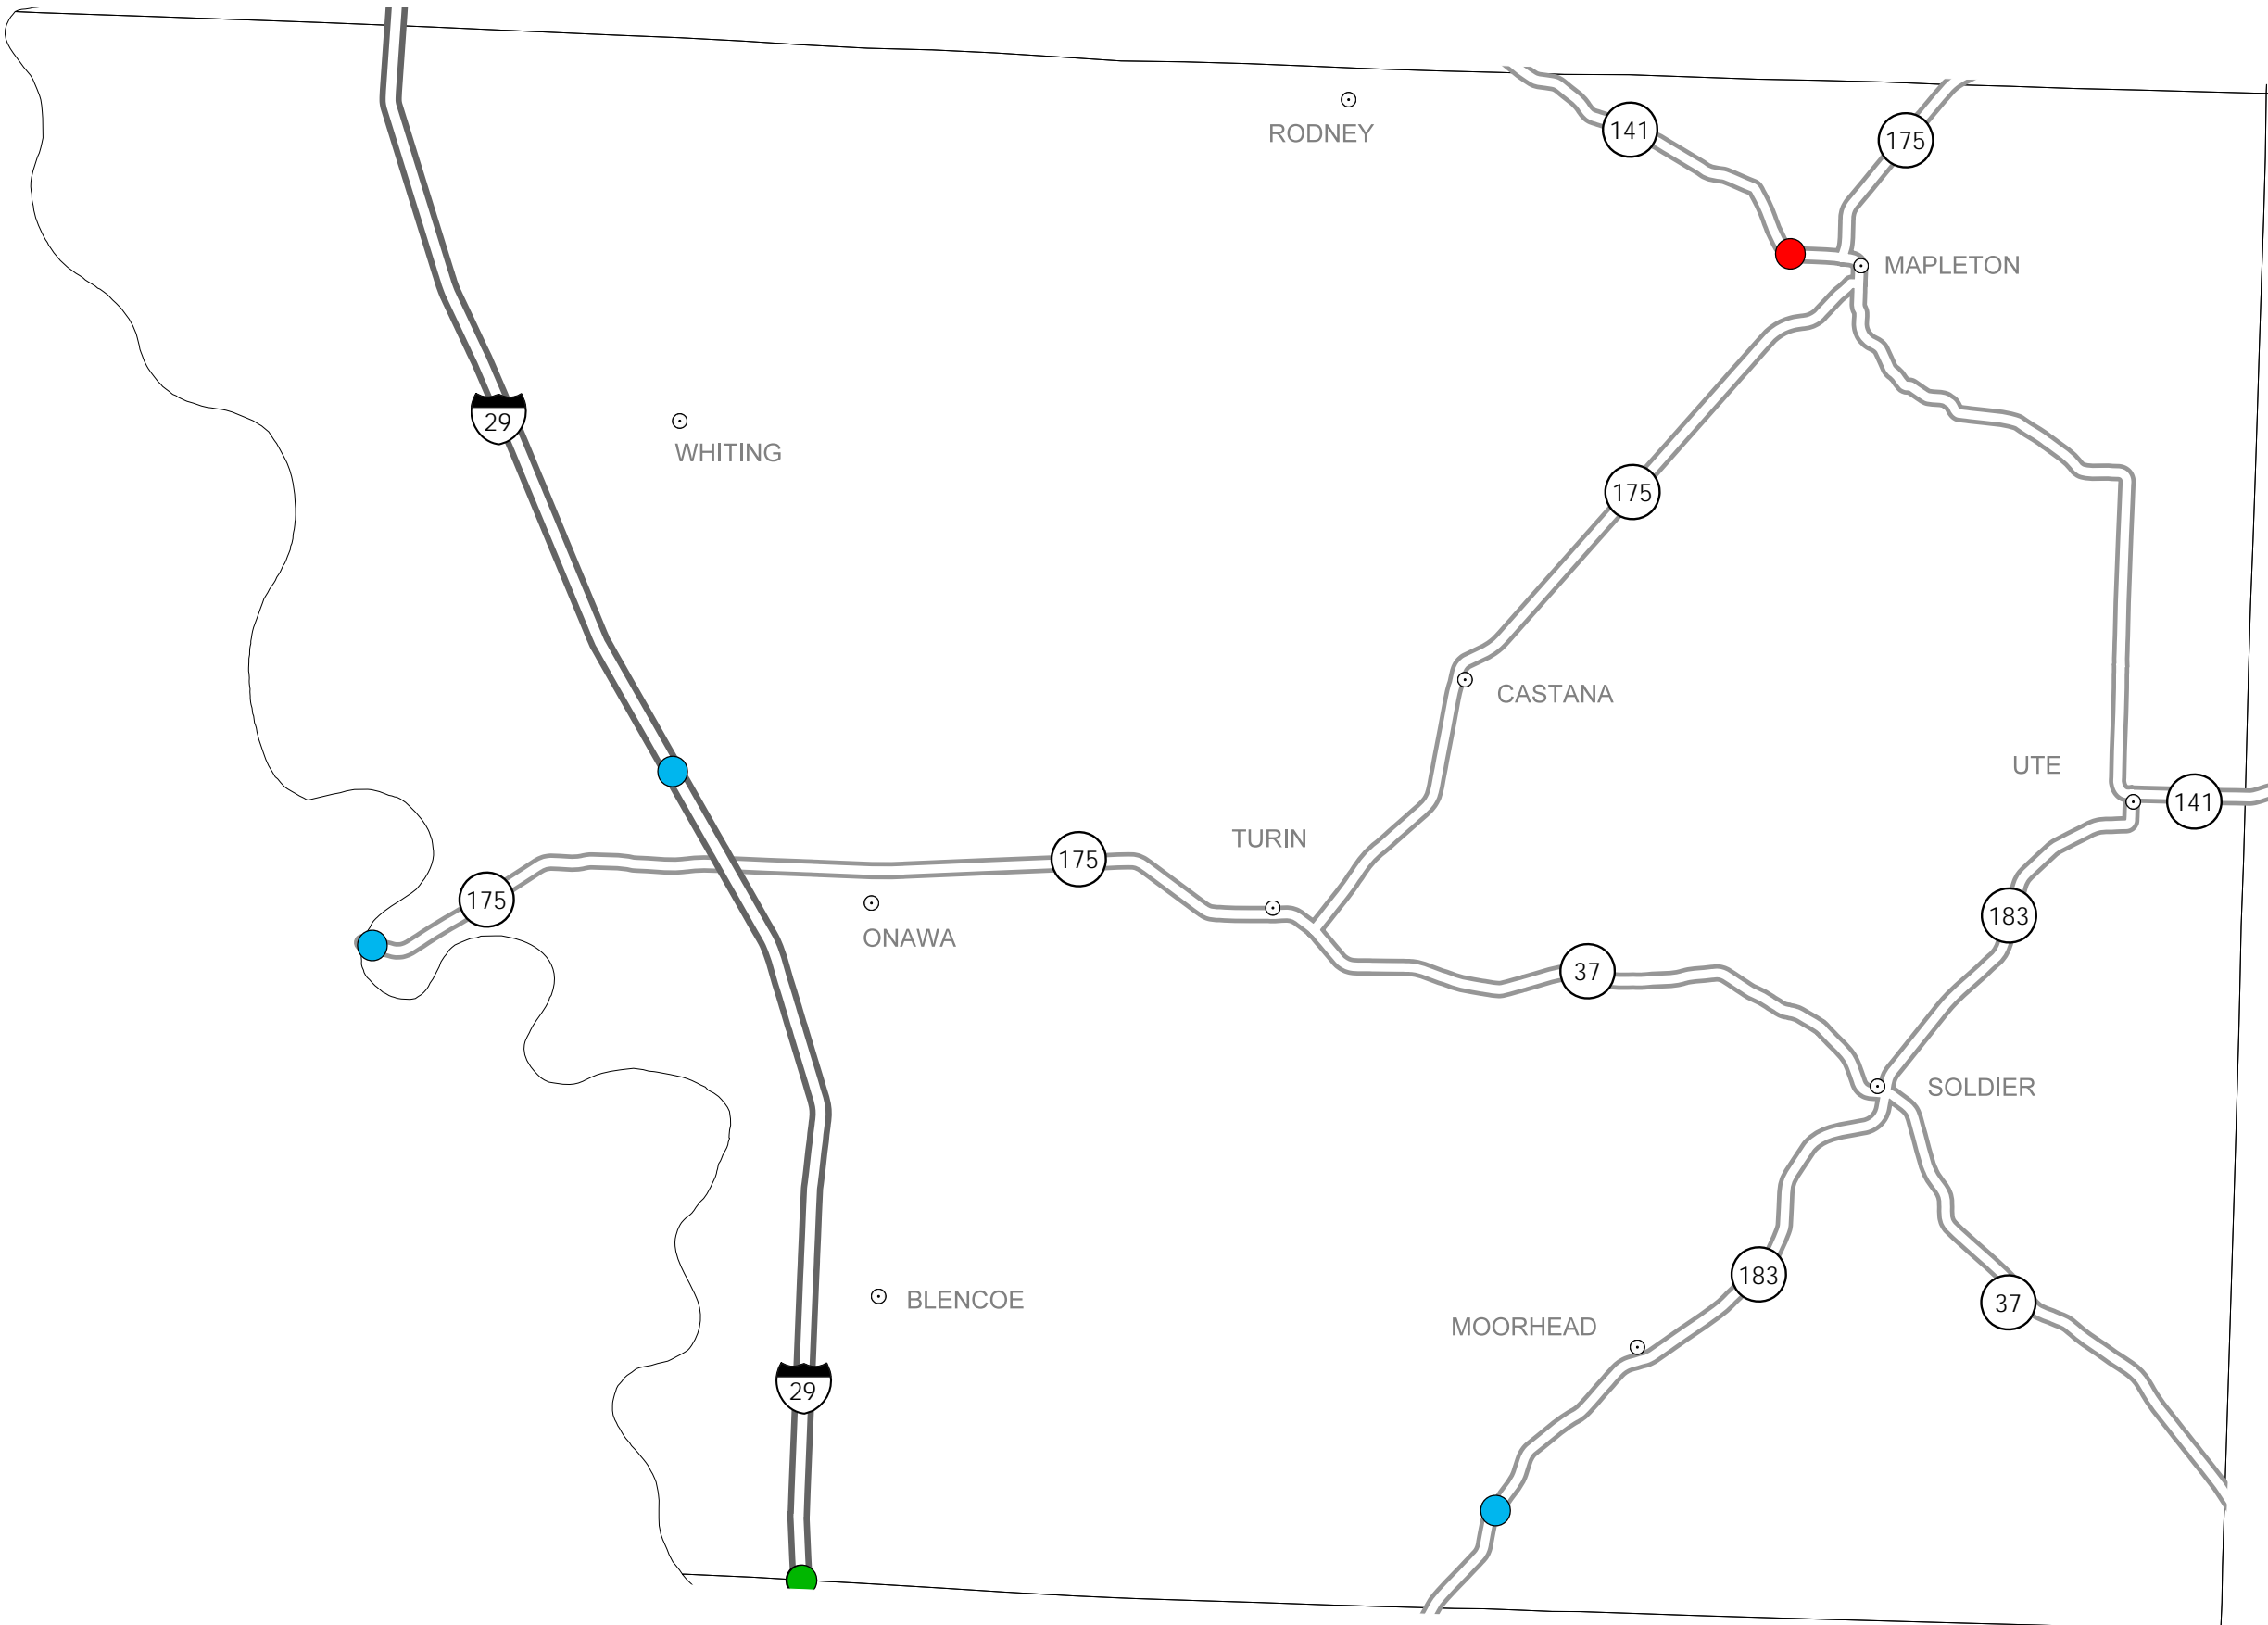 141
RODNEY
175
MAPLETON
29
WHITING
175
CASTANA
UTE
141
TURIN
175
175
183
ONAWA
37
SOLDIER
183
BLENCOE
37
MOORHEAD
29